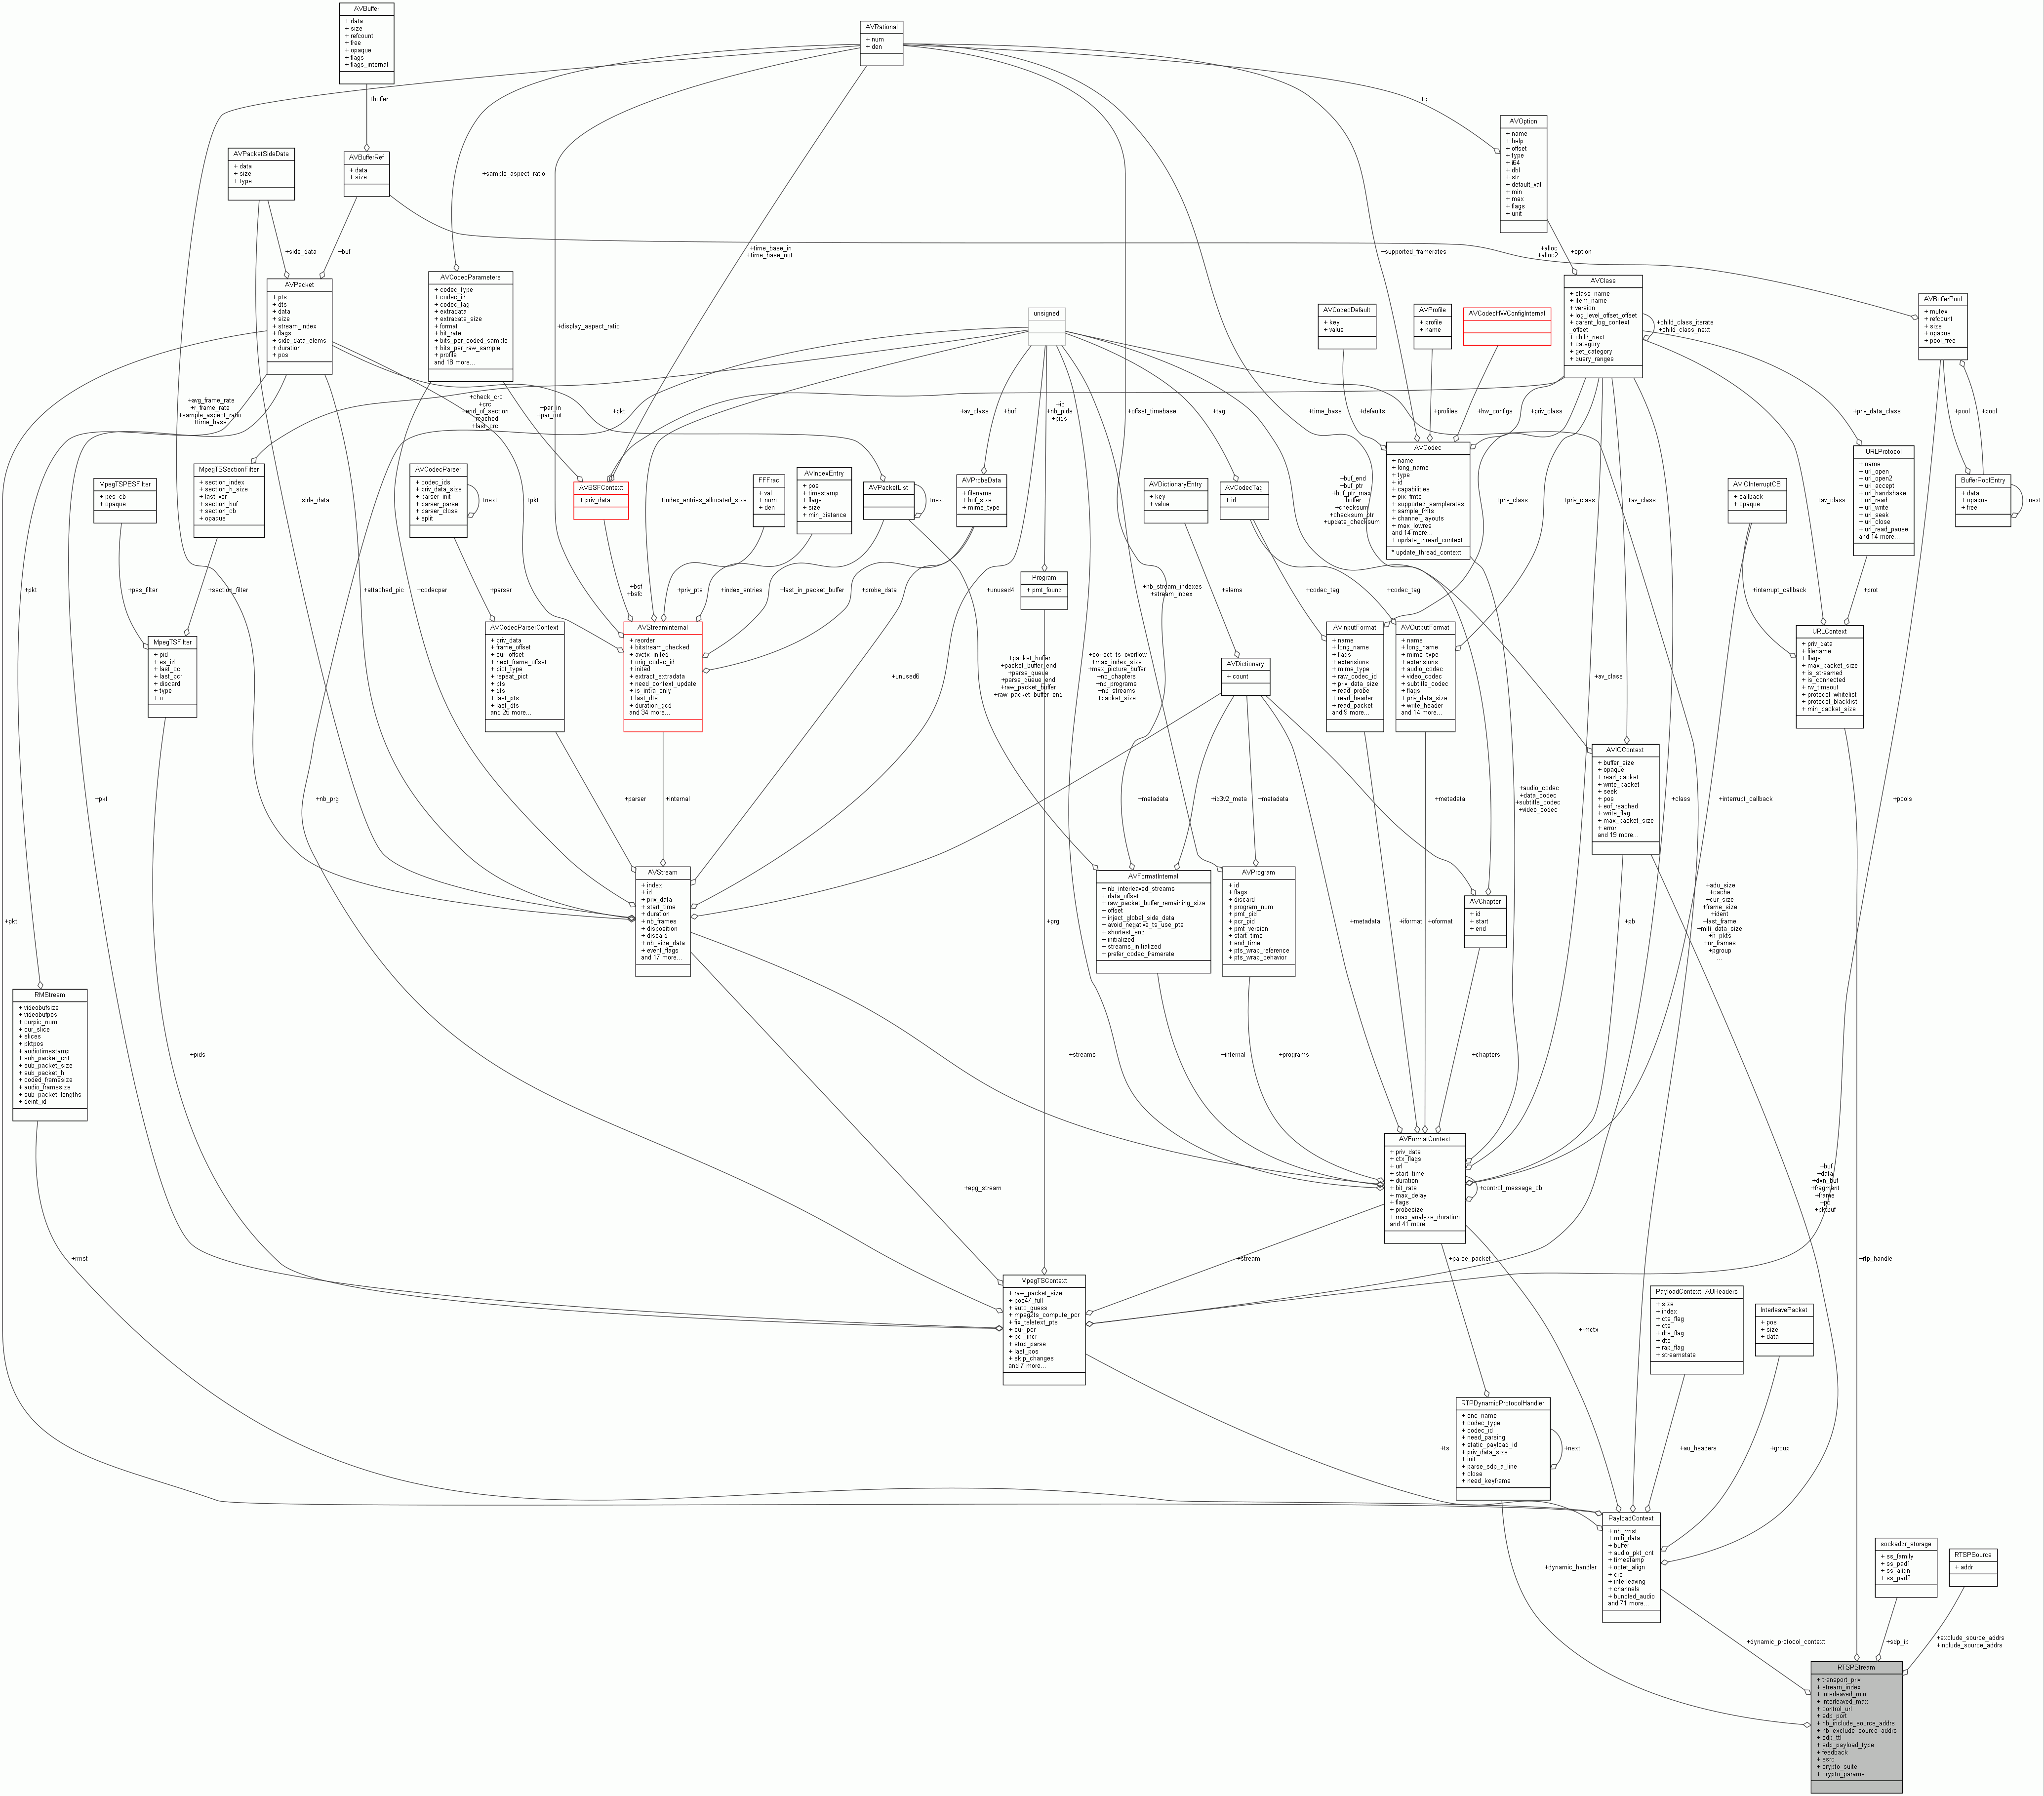 AVBuffer
+ data
+ size
+ refcount
+ free
+ opaque
+ flags
+ flags_internal
AVRational
+ num
+ den
+buffer
+q
AVOption
+ name
+ help
+ offset
+ type
+ i64
+ dbl
+ str
+ default_val
+ min
+ max
+ flags
+ unit
AVPacketSideData
+ data
+ size
+ type
AVBufferRef
+ data
+ size
+sample_aspect_ratio
+side_data
+buf
+time_base_in
+time_base_out
+supported_framerates
+alloc
+alloc2
+option
AVPacket
+ pts
+ dts
+ data
+ size
+ stream_index
+ flags
+ side_data_elems
+ duration
+ pos
AVCodecParameters
+ codec_type
+ codec_id
+ codec_tag
+ extradata
+ extradata_size
+ format
+ bit_rate
+ bits_per_coded_sample
+ bits_per_raw_sample
+ profile
and 18 more...
+display_aspect_ratio
unsigned
AVCodecDefault
+ key
+ value
AVProfile
+ profile
+ name
AVCodecHWConfigInternal
AVClass
+ class_name
+ item_name
+ version
+ log_level_offset_offset
+ parent_log_context
_offset
+ child_next
+ category
+ get_category
+ query_ranges
+child_class_iterate
+child_class_next
AVBufferPool
+ mutex
+ refcount
+ size
+ opaque
+ pool_free
+avg_frame_rate
+r_frame_rate
+sample_aspect_ratio
+time_base
+check_crc
+crc
+end_of_section
reached
+last_crc
+par_in
+par_out
+pkt
+av_class
+buf
+id
+nb_pids
+pids
+offset_timebase
+tag
+time_base
+defaults
+profiles
+hw_configs
+priv_class
+priv_data_class
+pool
+pool
MpegTSPESFilter
+ pes_cb
+ opaque
MpegTSSectionFilter
+ section_index
+ section_h_size
+ last_ver
+ section_buf
+ section_cb
+ opaque
AVCodecParser
+ codec_ids
+ priv_data_size
+ parser_init
+ parser_parse
+ parser_close
+ split
+next
+pkt
AVBSFContext
+ priv_data
+index_entries_allocated_size
FFFrac
+ val
+ num
+ den
AVIndexEntry
+ pos
+ timestamp
+ flags
+ size
+ min_distance
AVPacketList
+next
AVProbeData
+ filename
+ buf_size
+ mime_type
AVDictionaryEntry
+ key
+ value
AVCodecTag
+ id
+buf_end
+buf_ptr
+buf_ptr_max
+buffer
+checksum
+checksum_ptr
+update_checksum
AVCodec
+ name
+ long_name
+ type
+ id
+ capabilities
+ pix_fmts
+ supported_samplerates
+ sample_fmts
+ channel_layouts
+ max_lowres
and 14 more...
+ update_thread_context
* update_thread_context
+priv_class
+priv_class
+av_class
AVIOInterruptCB
+ callback
+ opaque
+av_class
URLProtocol
+ name
+ url_open
+ url_open2
+ url_accept
+ url_handshake
+ url_read
+ url_write
+ url_seek
+ url_close
+ url_read_pause
and 14 more...
BufferPoolEntry
+ data
+ opaque
+ free
+next
+pkt
+pes_filter
+section_filter
+attached_pic
+side_data
+codecpar
+parser
+bsf
+bsfc
+priv_pts
+index_entries
+last_in_packet_buffer
+probe_data
+unused4
Program
+ pmt_found
+nb_stream_indexes
+stream_index
+elems
+codec_tag
+codec_tag
+interrupt_callback
+prot
MpegTSFilter
+ pid
+ es_id
+ last_cc
+ last_pcr
+ discard
+ type
+ u
AVCodecParserContext
+ priv_data
+ frame_offset
+ cur_offset
+ next_frame_offset
+ pict_type
+ repeat_pict
+ pts
+ dts
+ last_pts
+ last_dts
and 25 more...
AVStreamInternal
+ reorder
+ bitstream_checked
+ avctx_inited
+ orig_codec_id
+ inited
+ extract_extradata
+ need_context_update
+ is_intra_only
+ last_dts
+ duration_gcd
and 34 more...
+unused6
+packet_buffer
+packet_buffer_end
+parse_queue
+parse_queue_end
+raw_packet_buffer
+raw_packet_buffer_end
+correct_ts_overflow
+max_index_size
+max_picture_buffer
+nb_chapters
+nb_programs
+nb_streams
+packet_size
AVDictionary
+ count
AVInputFormat
+ name
+ long_name
+ flags
+ extensions
+ mime_type
+ raw_codec_id
+ priv_data_size
+ read_probe
+ read_header
+ read_packet
and 9 more...
AVOutputFormat
+ name
+ long_name
+ mime_type
+ extensions
+ audio_codec
+ video_codec
+ subtitle_codec
+ flags
+ priv_data_size
+ write_header
and 14 more...
+av_class
URLContext
+ priv_data
+ filename
+ flags
+ max_packet_size
+ is_streamed
+ is_connected
+ rw_timeout
+ protocol_whitelist
+ protocol_blacklist
+ min_packet_size
AVIOContext
+ buffer_size
+ opaque
+ read_packet
+ write_packet
+ seek
+ pos
+ eof_reached
+ write_flag
+ max_packet_size
+ error
and 19 more...
+pkt
+nb_prg
+parser
+internal
+metadata
+id3v2_meta
+metadata
+metadata
+audio_codec
+data_codec
+subtitle_codec
+video_codec
+class
+interrupt_callback
+pools
AVStream
+ index
+ id
+ priv_data
+ start_time
+ duration
+ nb_frames
+ disposition
+ discard
+ nb_side_data
+ event_flags
and 17 more...
AVFormatInternal
+ nb_interleaved_streams
+ data_offset
+ raw_packet_buffer_remaining_size
+ offset
+ inject_global_side_data
+ avoid_negative_ts_use_pts
+ shortest_end
+ initialized
+ streams_initialized
+ prefer_codec_framerate
AVProgram
+ id
+ flags
+ discard
+ program_num
+ pmt_pid
+ pcr_pid
+ pmt_version
+ start_time
+ end_time
+ pts_wrap_reference
+ pts_wrap_behavior
AVChapter
+ id
+ start
+ end
+adu_size
+cache
+cur_size
+frame_size
+ident
+last_frame
+mlti_data_size
+n_pkts
+nr_frames
+pgroup
...
+pkt
+prg
+metadata
+iformat
+oformat
+pb
RMStream
+ videobufsize
+ videobufpos
+ curpic_num
+ cur_slice
+ slices
+ pktpos
+ audiotimestamp
+ sub_packet_cnt
+ sub_packet_size
+ sub_packet_h
+ coded_framesize
+ audio_framesize
+ sub_packet_lengths
+ deint_id
+pids
+streams
+internal
+programs
+chapters
AVFormatContext
+ priv_data
+ ctx_flags
+ url
+ start_time
+ duration
+ bit_rate
+ max_delay
+ flags
+ probesize
+ max_analyze_duration
and 41 more...
+control_message_cb
+epg_stream
+buf
+data
+dyn_buf
+fragment
+frame
+pb
+pktbuf
+rmst
+stream
+parse_packet
+rtp_handle
MpegTSContext
+ raw_packet_size
+ pos47_full
+ auto_guess
+ mpeg2ts_compute_pcr
+ fix_teletext_pts
+ cur_pcr
+ pcr_incr
+ stop_parse
+ last_pos
+ skip_changes
and 7 more...
+rmctx
PayloadContext::AUHeaders
+ size
+ index
+ cts_flag
+ cts
+ dts_flag
+ dts
+ rap_flag
+ streamstate
InterleavePacket
+ pos
+ size
+ data
+ts
RTPDynamicProtocolHandler
+ enc_name
+ codec_type
+ codec_id
+ need_parsing
+ static_payload_id
+ priv_data_size
+ init
+ parse_sdp_a_line
+ close
+ need_keyframe
+next
+au_headers
+group
PayloadContext
+ nb_rmst
+ mlti_data
+ buffer
+ audio_pkt_cnt
+ timestamp
+ octet_align
+ crc
+ interleaving
+ channels
+ bundled_audio
and 71 more...
+dynamic_handler
sockaddr_storage
+ ss_family
+ ss_pad1
+ ss_align
+ ss_pad2
RTSPSource
+ addr
+dynamic_protocol_context
+sdp_ip
+exclude_source_addrs
+include_source_addrs
RTSPStream
+ transport_priv
+ stream_index
+ interleaved_min
+ interleaved_max
+ control_url
+ sdp_port
+ nb_include_source_addrs
+ nb_exclude_source_addrs
+ sdp_ttl
+ sdp_payload_type
+ feedback
+ ssrc
+ crypto_suite
+ crypto_params